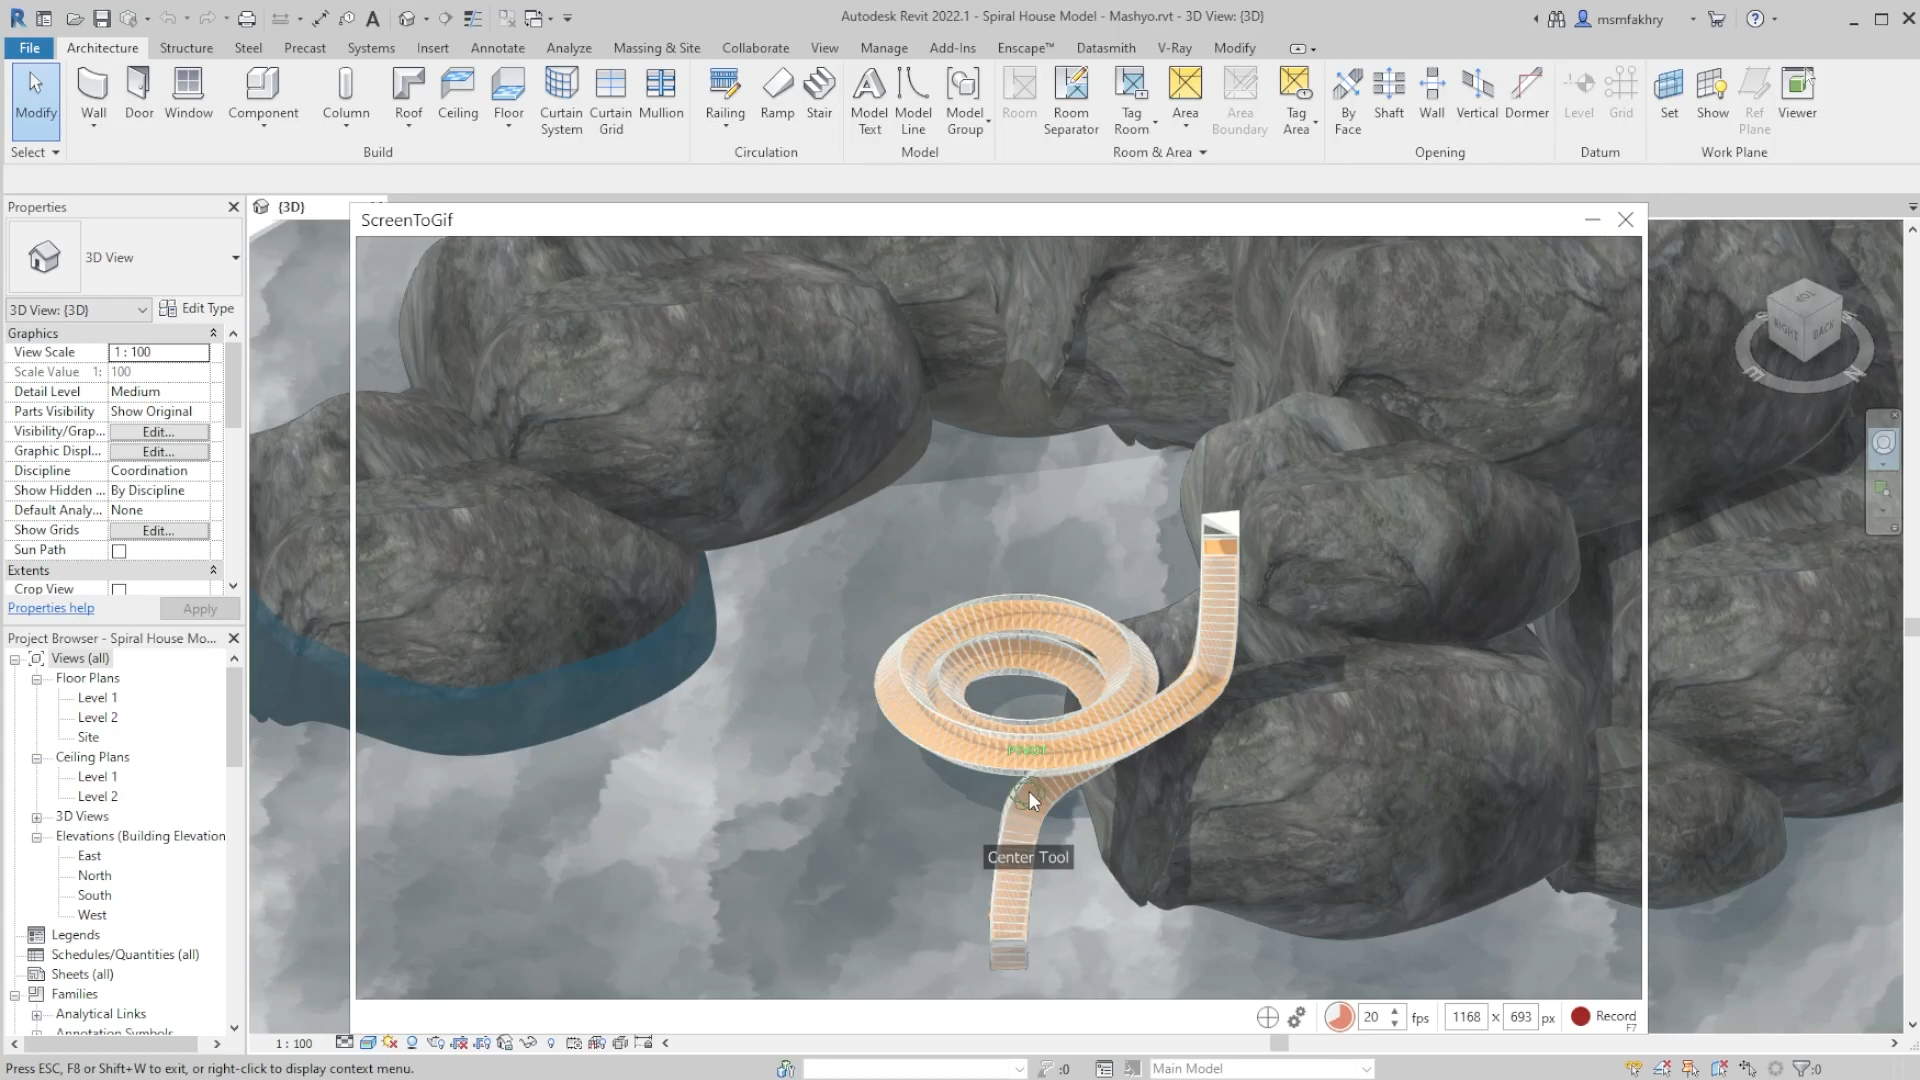 Autodesk Revit 2022.1 - Spiral House Model - Mashyo.rvt - 3D View: {3D}
msmfakhry
File Architecture Structure Steel Precast Systems Insert Annotate Analyze Massing & Site Collaborate View Manage Add-Ins Enscape™ Datasmith V-Ray Modify
Modify
Wall
Door
Window
Component
Column
Roof
Ceiling
Floor
Curtain System
Curtain Grid
Mullion
Railing
Ramp
Stair
Model Text
Model Line
Model Group
Room
Room Separator
Tag Room
Area
Area Boundary
Tag Area
By Face
Shaft
Wall
Vertical
Dormer
Level
Grid
Set
Show
Ref Plane
Viewer
Select
Build
Circulation
Model
Room & Area
Opening
Datum
Work Plane
Properties
{3D}
ScreenToGif
3D View
3D View: {3D}
Edit Type
Graphics
View Scale 1 : 100
Scale Value 1: 100
Detail Level Medium
Parts Visibility Show Original
Visibility/Grap... Edit...
Graphic Displ... Edit...
Discipline Coordination
Show Hidden ... By Discipline
Default Analy... None
Show Grids Edit...
Sun Path
Extents
Crop View
Properties help
Apply
Project Browser - Spiral House Mo...
Views (all)
Floor Plans
Level 1
Level 2
Site
Ceiling Plans
Level 1
Level 2
3D Views
Elevations (Building Elevation
East
North
South
West
Legends
Schedules/Quantities (all)
Sheets (all)
Families
Analytical Links
Annotation Symbols
TOP
RIGHT
BACK
E
N
PIVOT
Center Tool
20 fps
1168 x 693 px
Record
F7
1 : 100
Press ESC, F8 or Shift+W to exit, or right-click to display context menu.
:0
Main Model
:0